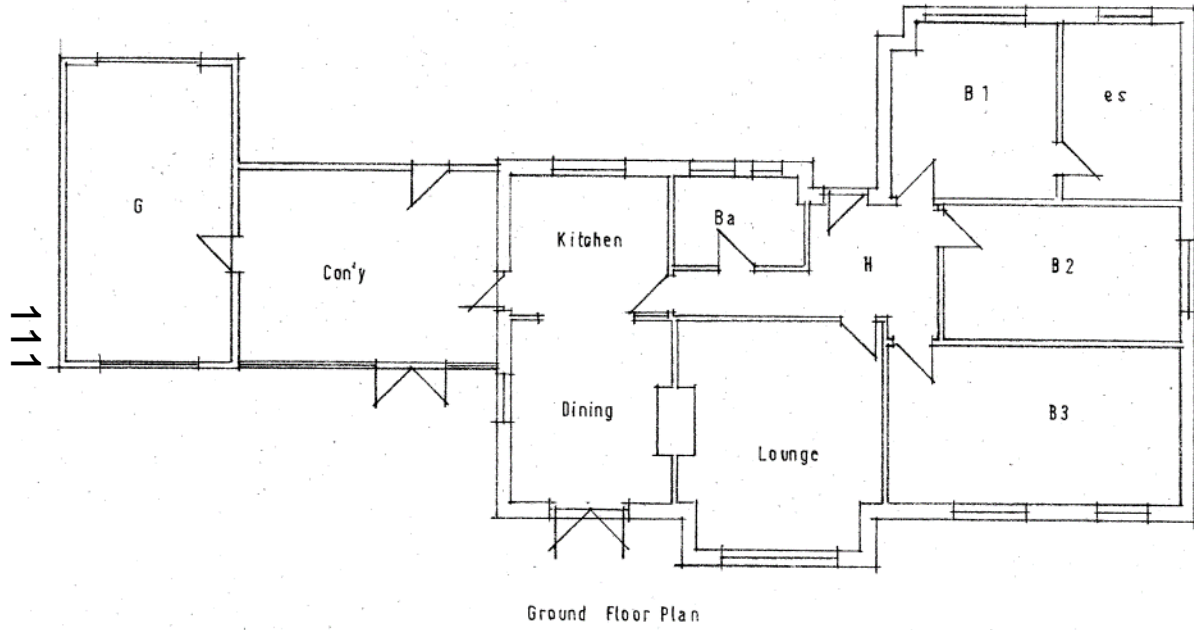 B1
es
G
Ba
Kitchen
H
B2
Con'y
111
Dining
B3
Lounge
Ground Floor Plan